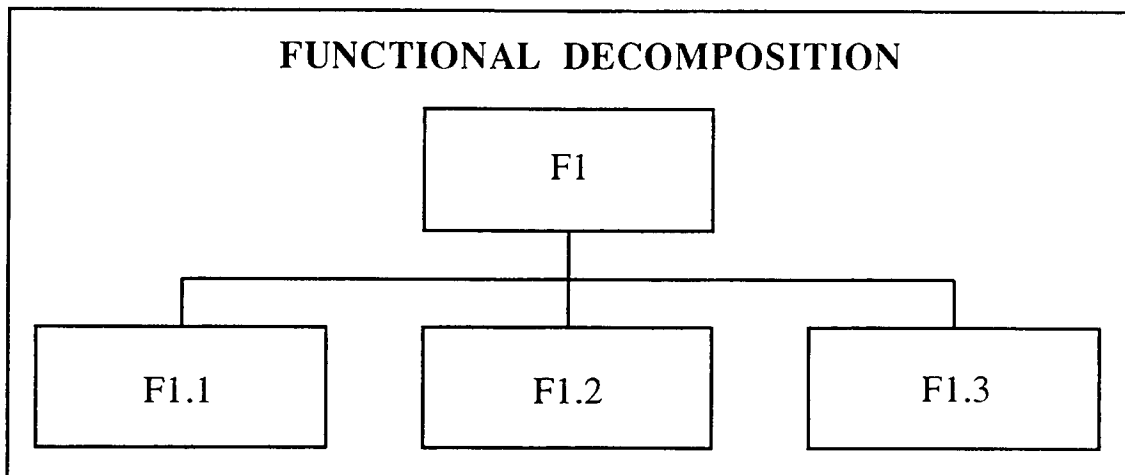 FUNCTIONAL DECOMPOSITION
F1
F1.1
F1.2
F1.3